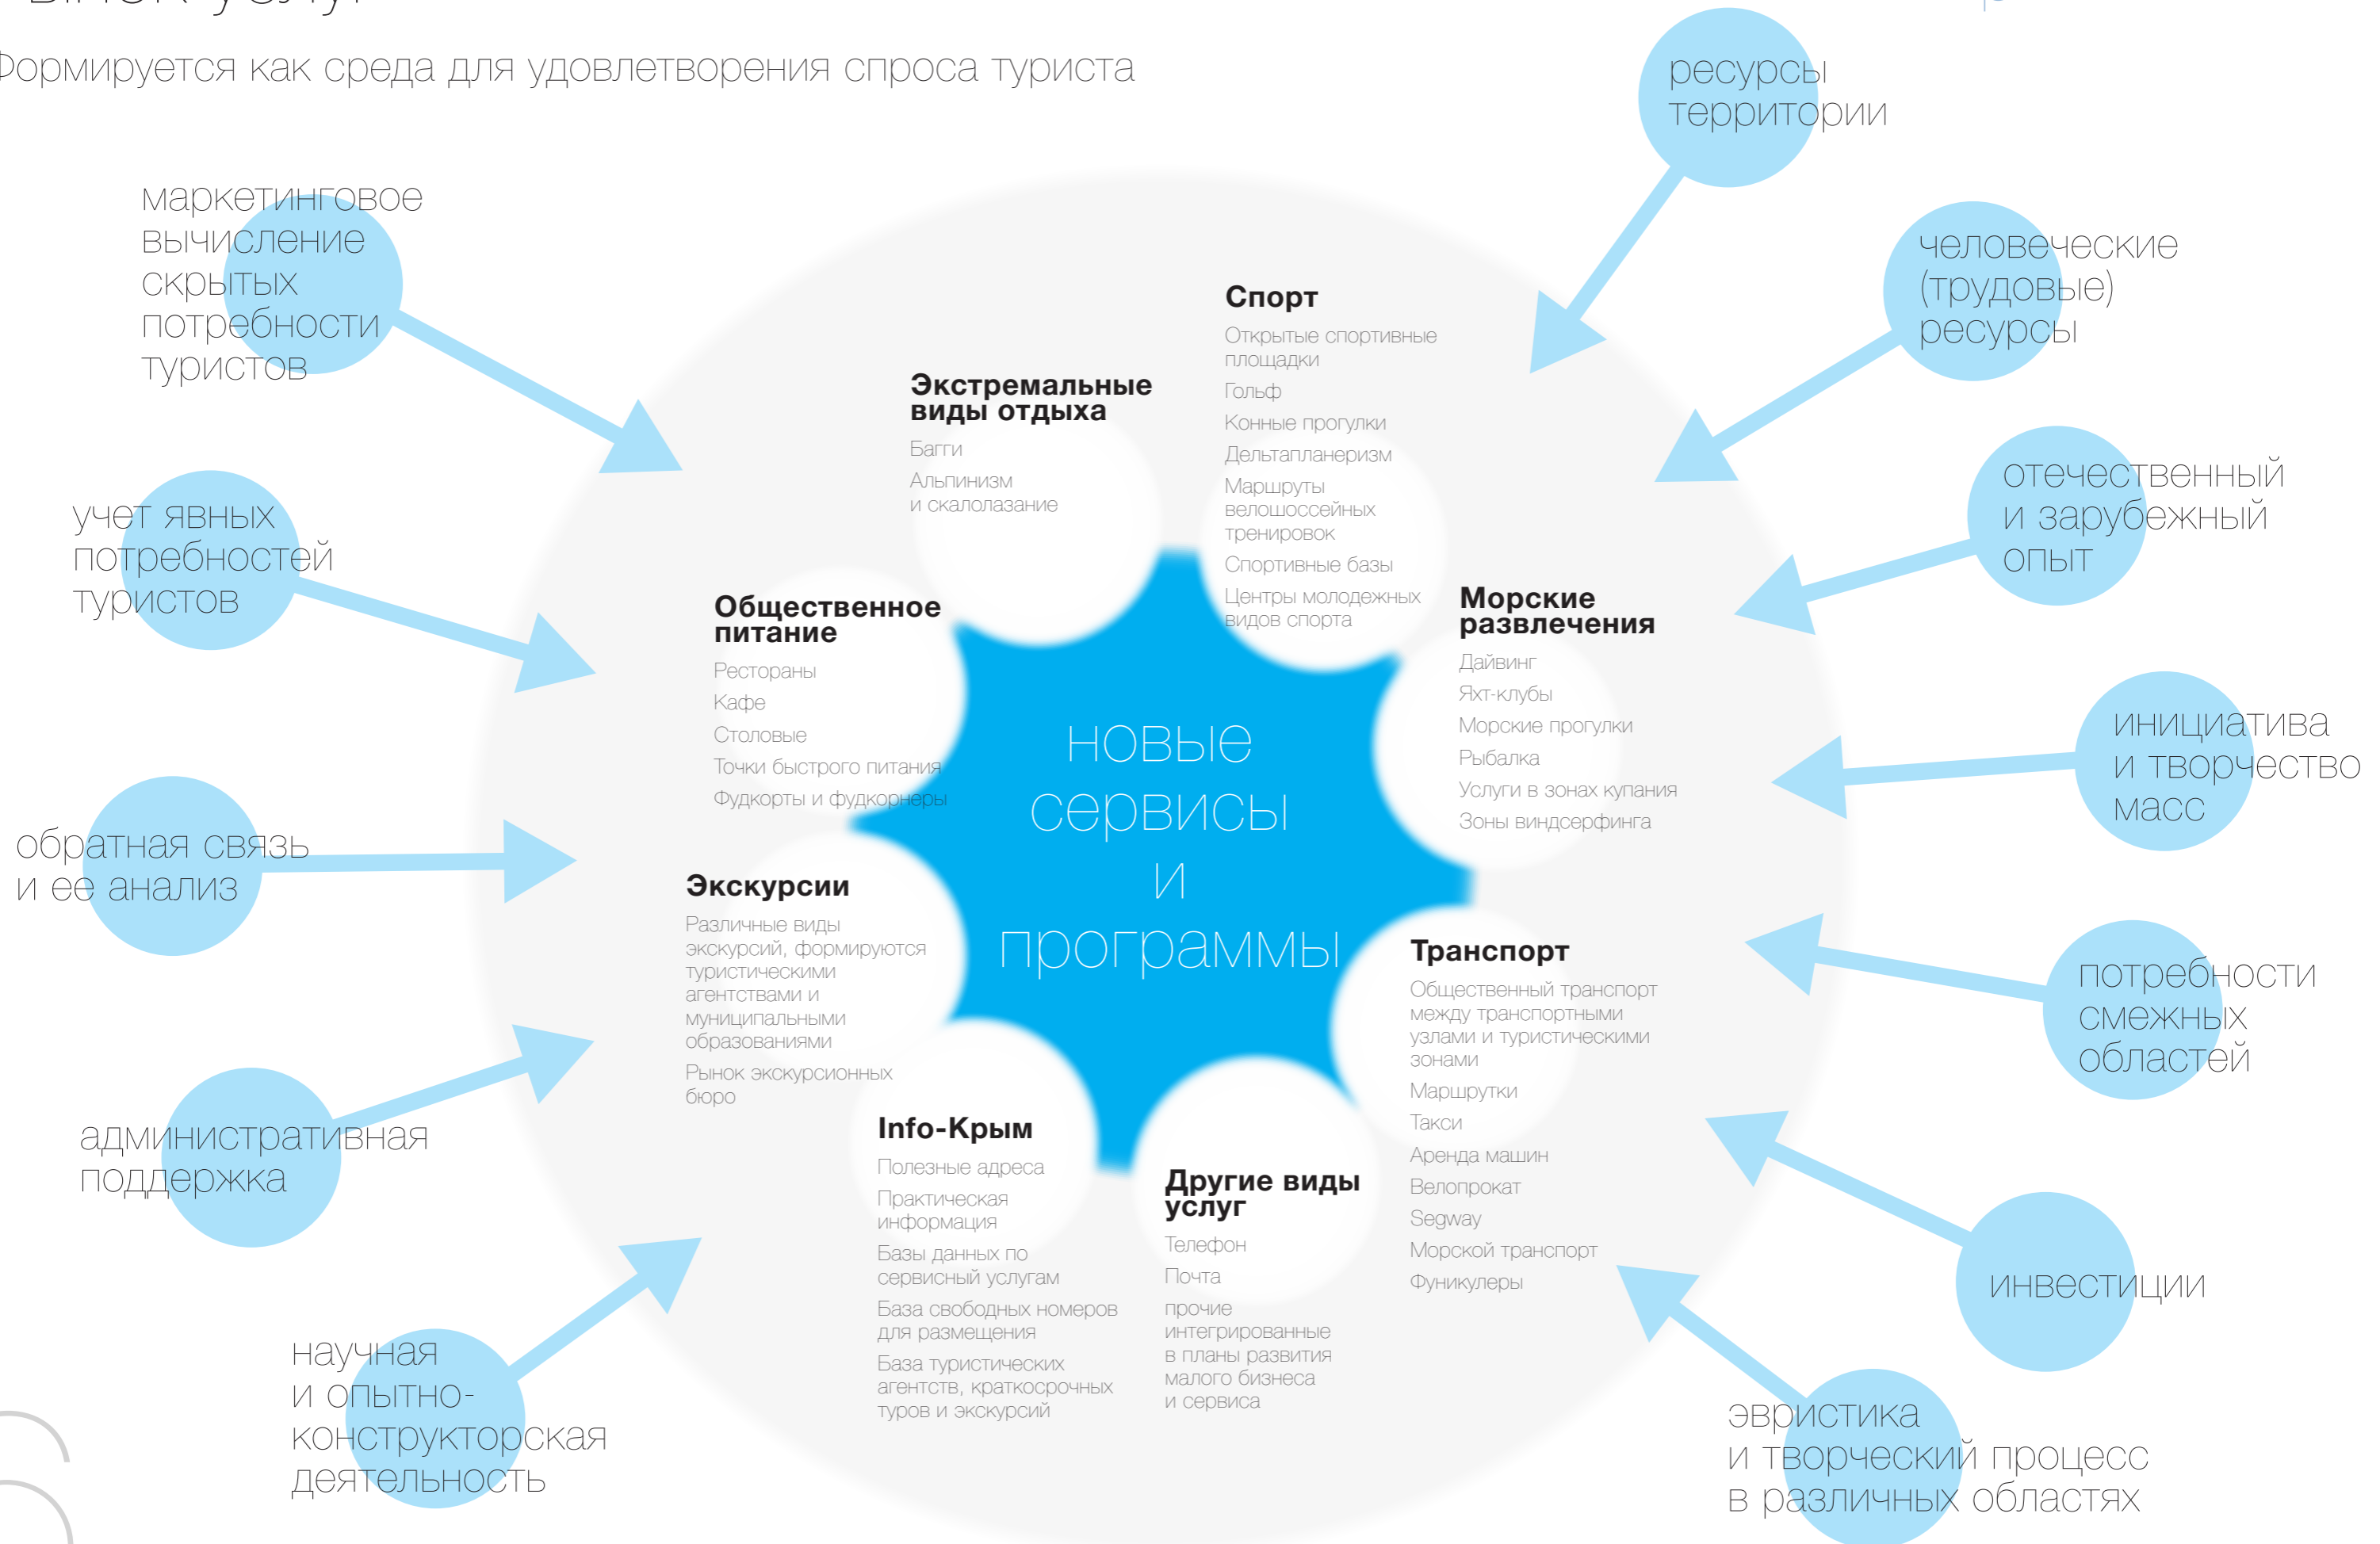 услуг
Формируется как среда для удовлетворения спроса туриста
маркетинговое
вычисление
скрытых
потребности
туристов
учет явных
потребностей
туристов
обратная связь
и ее анализ
административная
поддержка
научная
и опытно-
конструкторская
деятельность
ресурсы
территории
человеческие
(трудовые)
ресурсы
отечественный
и зарубежный
опыт
инициатива
и творчество
масс
потребности
смежных
областей
инвестиции
эвристика
и творческий процесс
в различных областях
Экстремальные
виды отдыха
Багги
Альпинизм
и скалолазание
Спорт
Открытые спортивные
площадки
Гольф
Конные прогулки
Дельтапланеризм
Маршруты
велошоссейных
тренировок
Спортивные базы
Центры молодежных
видов спорта
Общественное
питание
Рестораны
Кафе
Столовые
Точки быстрого питания
Фудкорты и фудкорнеры
Морские
развлечения
Дайвинг
Яхт-клубы
Морские прогулки
Рыбалка
Услуги в зонах купания
Зоны виндсерфинга
новые
сервисы
и
программы
Экскурсии
Различные виды
экскурсий, формируются
туристическими
агентствами и
муниципальными
образованиями
Рынок экскурсионных
бюро
Транспорт
Общественный транспорт
между транспортными
узлами и туристическими
зонами
Маршрутки
Такси
Аренда машин
Велопрокат
Segway
Морской транспорт
Фуникулеры
Info-Крым
Полезные адреса
Практическая
информация
Базы данных по
сервисный услугам
База свободных номеров
для размещения
База туристических
агентств, краткосрочных
туров и экскурсий
Другие виды
услуг
Телефон
Почта
прочие
интегрированные
в планы развития
малого бизнеса
и сервиса